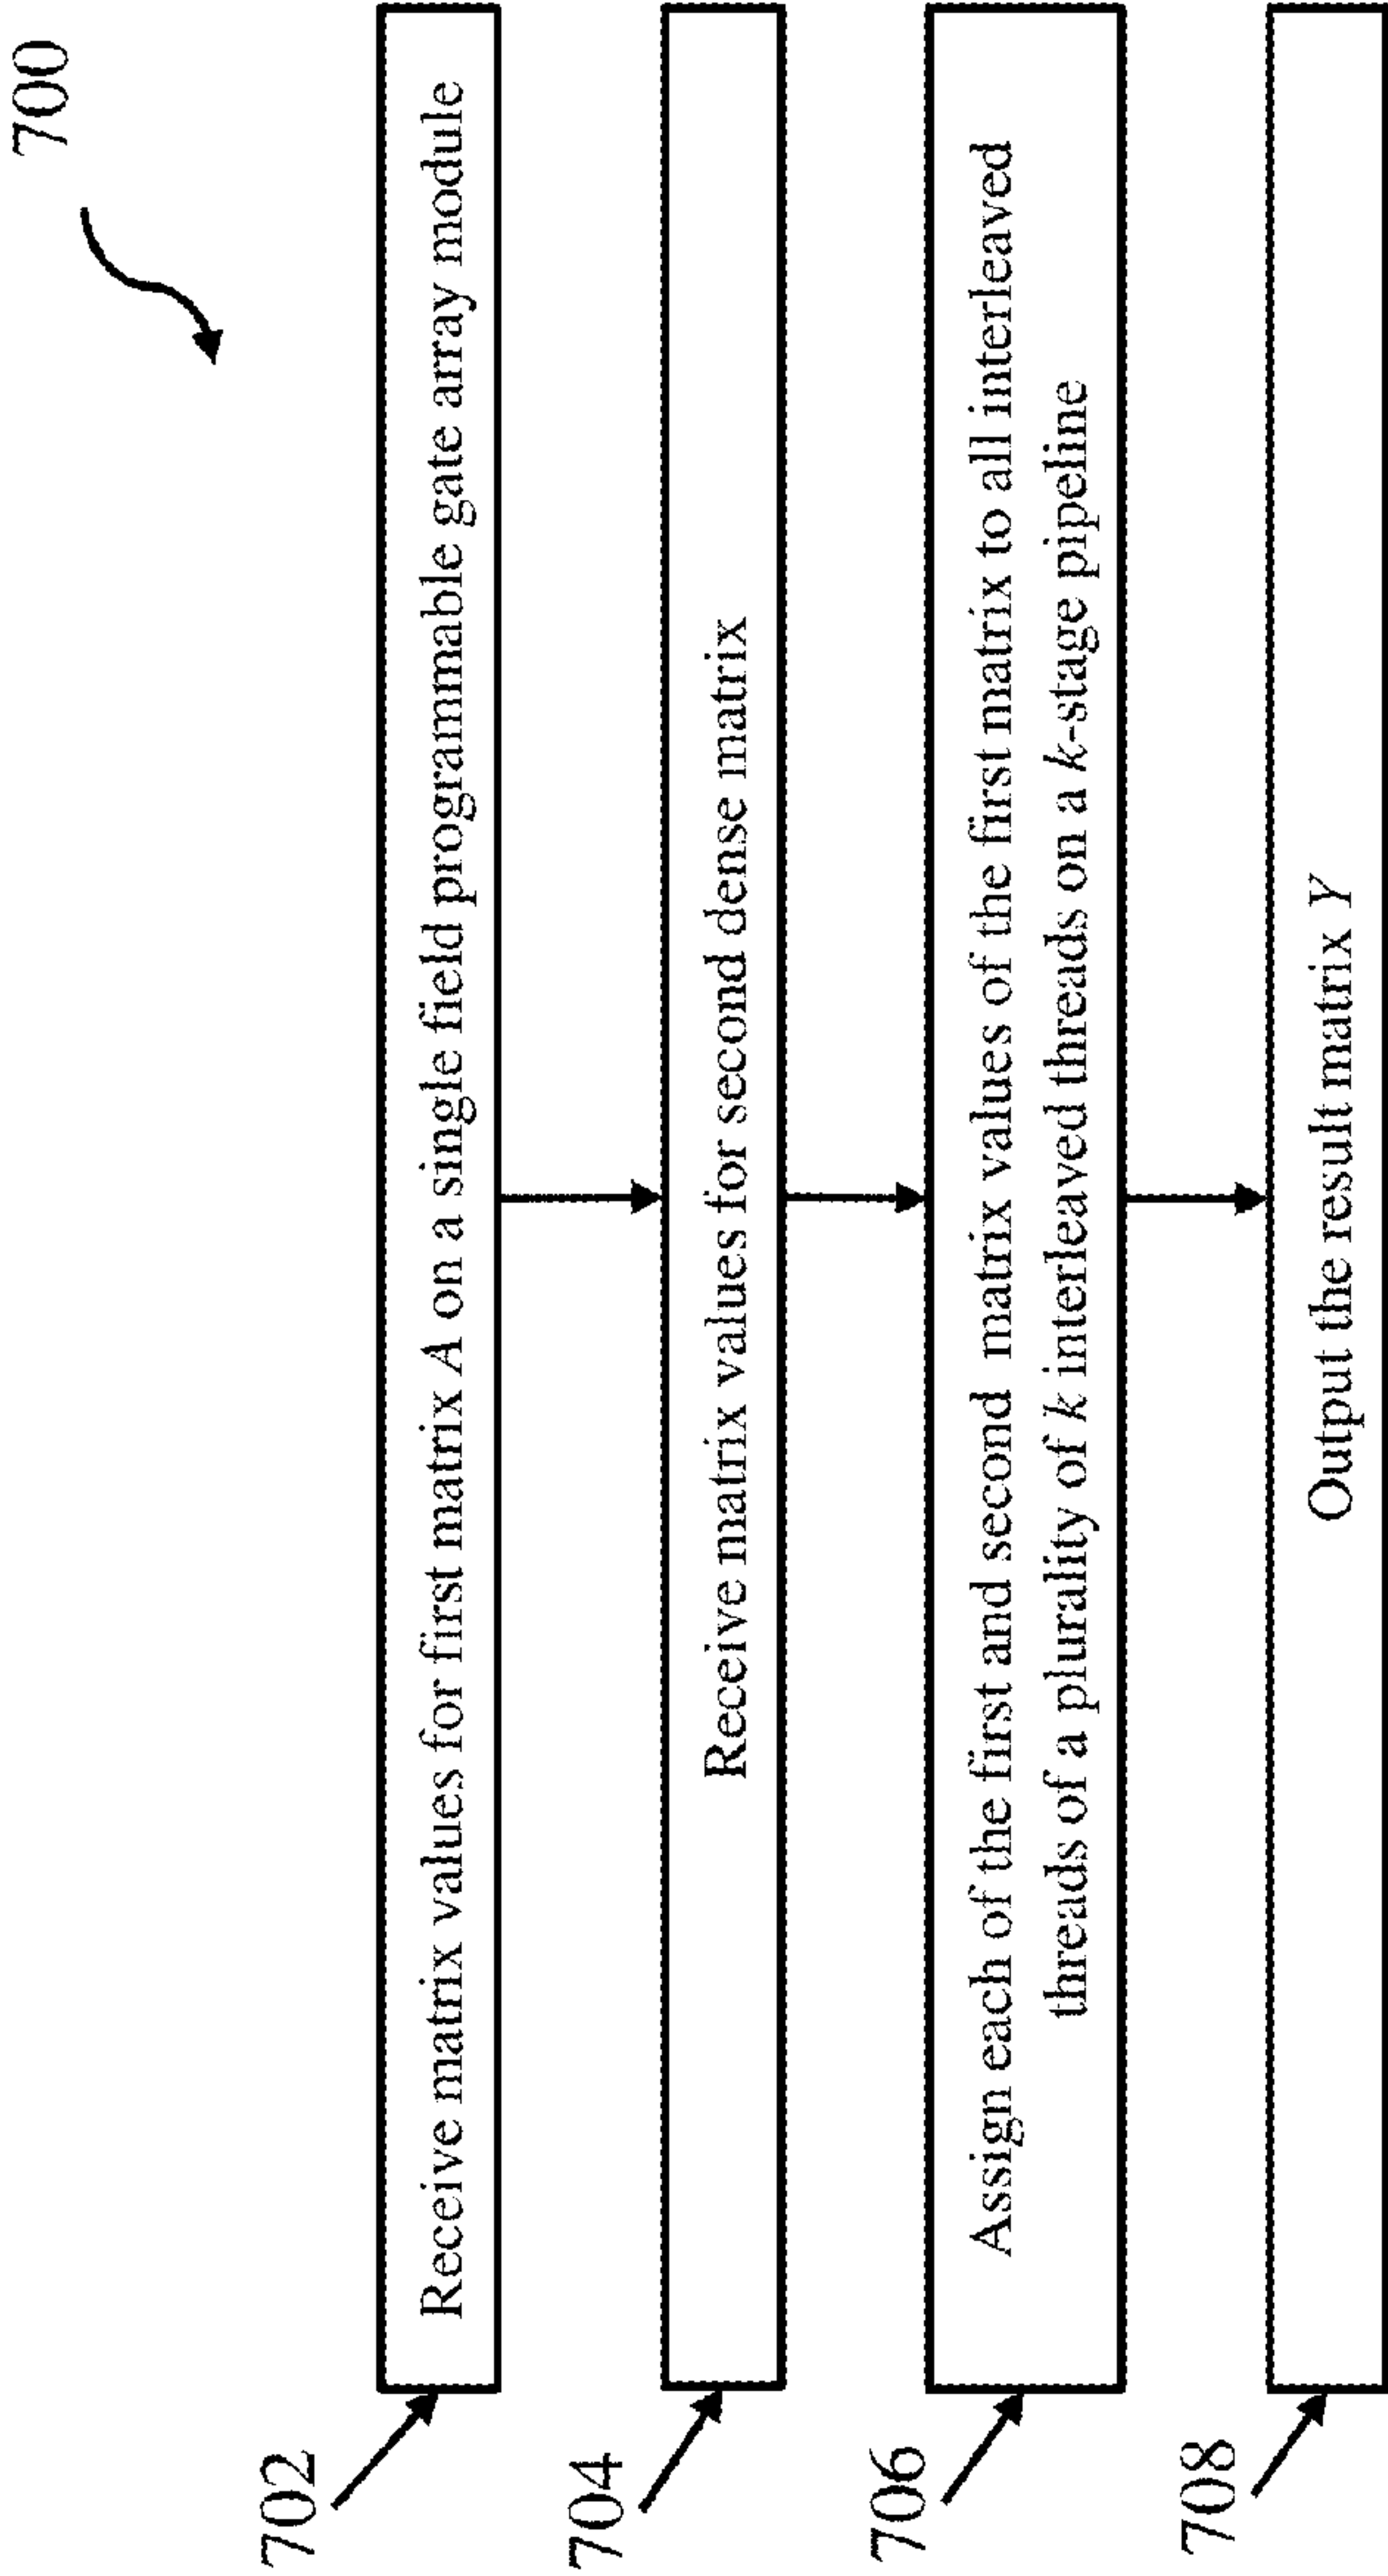 700
702
Receive matrix values for first matrix A on a single field programmable gate array module
704
Receive matrix values for second dense matrix
706
Assign each of the first and second matrix values of the first matrix to all interleaved
threads of a plurality of k interleaved threads on a k-stage pipeline
708
Output the result matrix Y